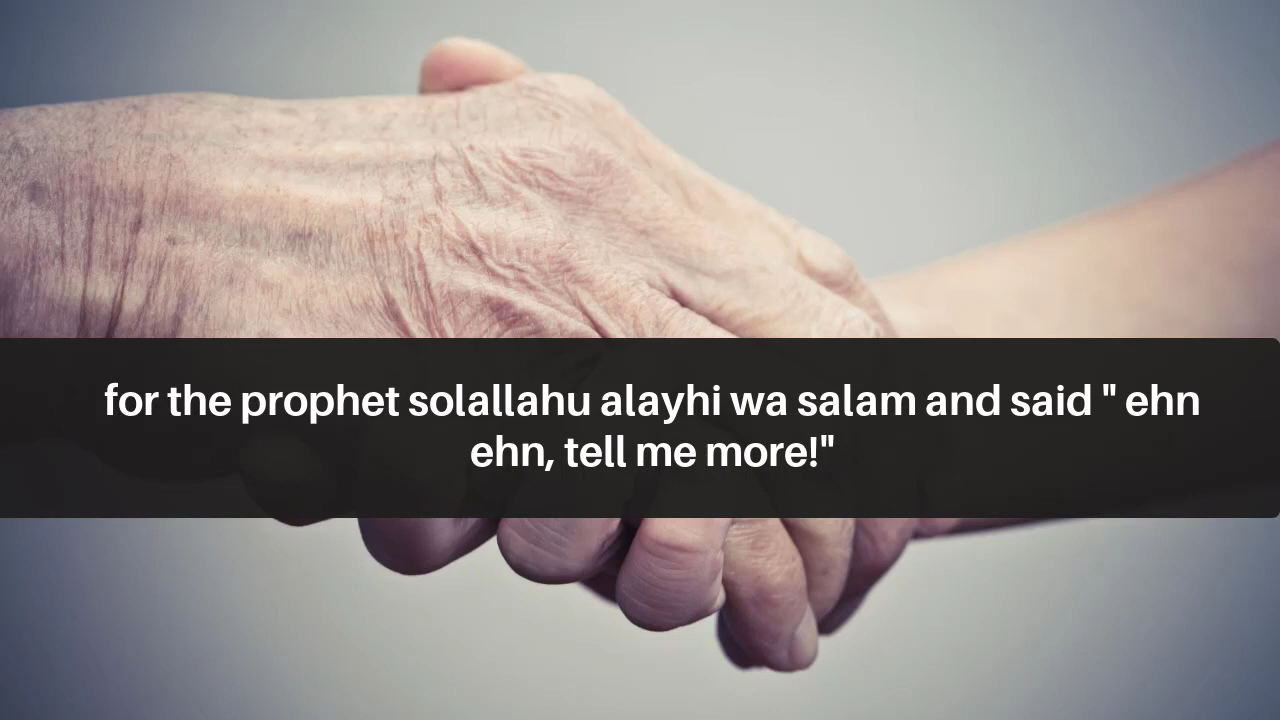 for the prophet solallahu alayhi wa salam and said " ehn
ehn, tell me more!"